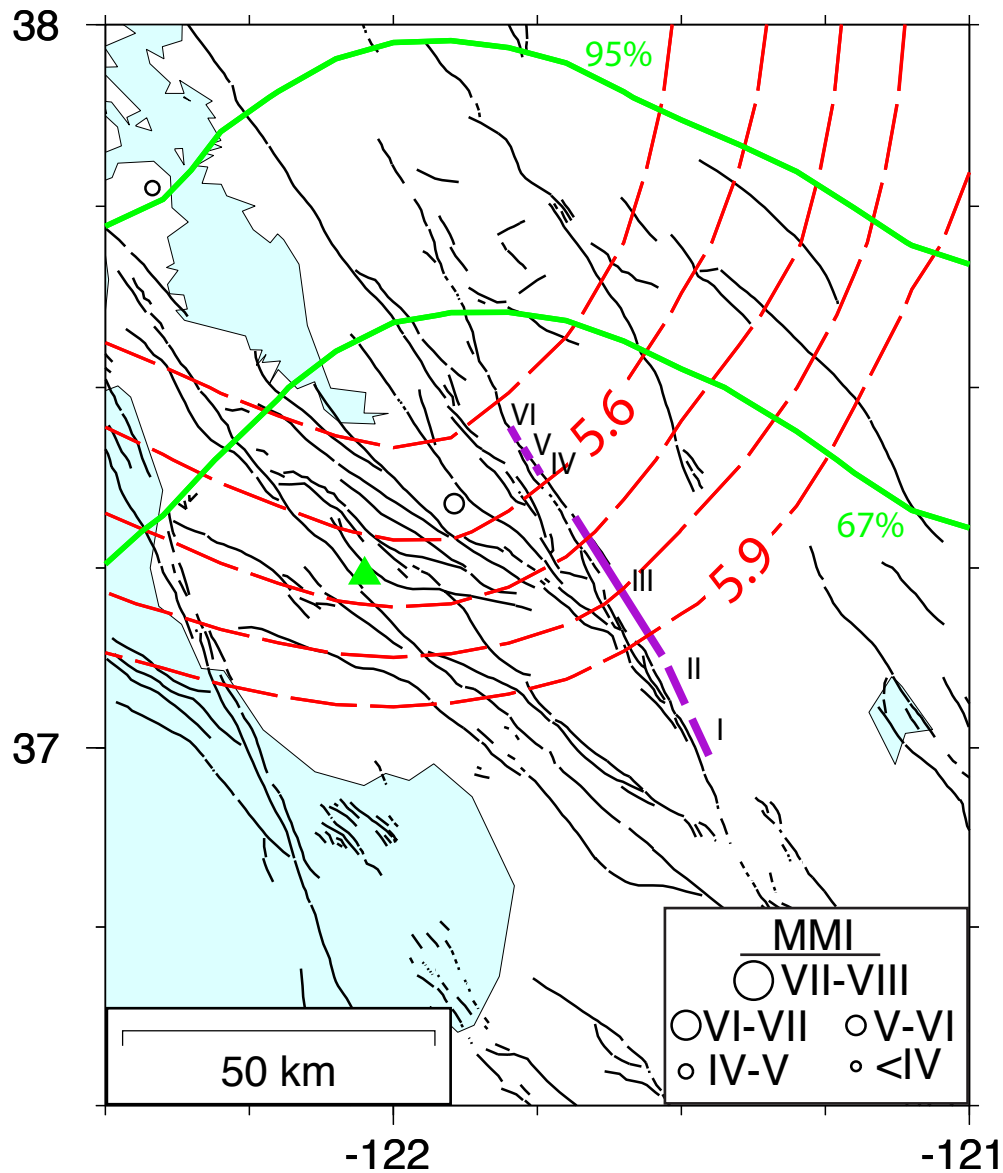 38
95%
VI
V
IV
5.6
67%
III
5.9
II
I
37
MMI
VII-VIII
VI-VII V-VI
IV-V <IV
50 km
-122 -121